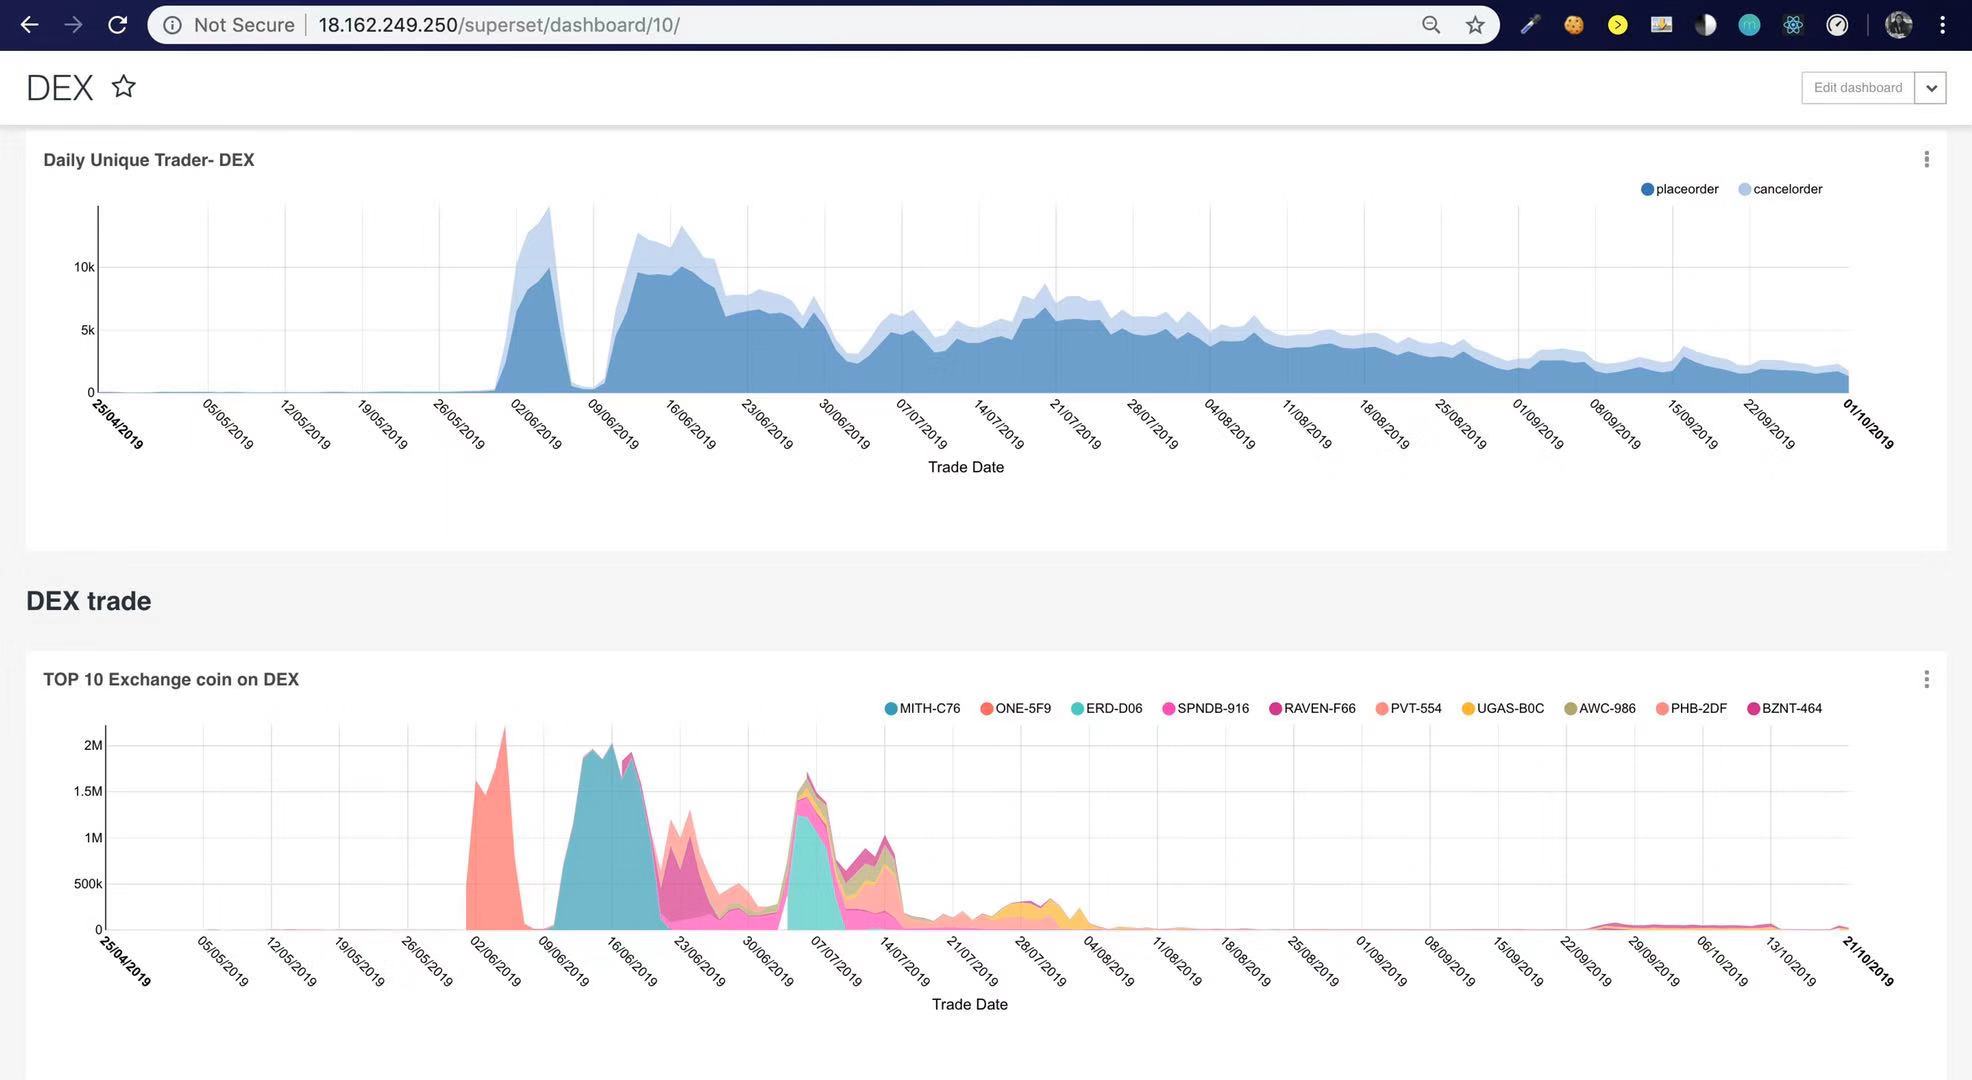 Not Secure 18.162.249.250/superset/dashboard/10/
DEX
Edit dashboard
Daily Unique Trader- DEX
placeorder cancelorder
10k
5k
0
25/04/2019 05/05/2019 12/05/2019 19/05/2019 26/05/2019 02/06/2019 09/06/2019 16/06/2019 23/06/2019 30/06/2019 07/07/2019 14/07/2019 21/07/2019 28/07/2019 04/08/2019 11/08/2019 18/08/2019 25/08/2019 01/09/2019 08/09/2019 15/09/2019 22/09/2019 01/10/2019
Trade Date
DEX trade
TOP 10 Exchange coin on DEX
MITH-C76 ONE-5F9 ERD-D06 SPNDB-916 RAVEN-F66 PVT-554 UGAS-B0C AWC-986 PHB-2DF BZNT-464
2M
1.5M
1M
500k
0
25/04/2019 05/05/2019 12/05/2019 19/05/2019 26/05/2019 02/06/2019 09/06/2019 16/06/2019 23/06/2019 30/06/2019 07/07/2019 14/07/2019 21/07/2019 28/07/2019 04/08/2019 11/08/2019 18/08/2019 25/08/2019 01/09/2019 08/09/2019 15/09/2019 22/09/2019 29/09/2019 06/10/2019 13/10/2019 21/10/2019
Trade Date